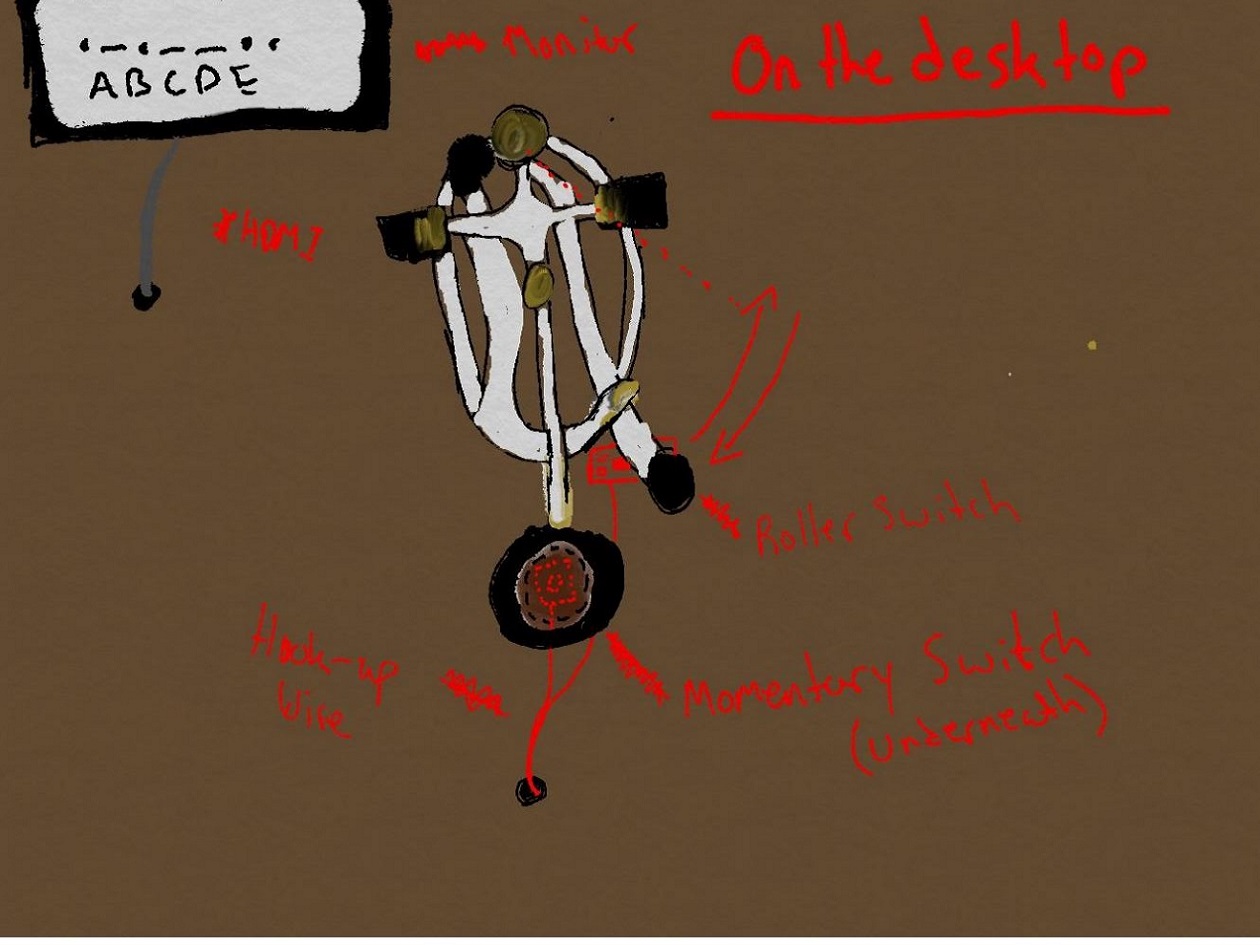 .-.--..
ABCDE
Monitor
On the desktop
*HDMI
Roller Switch
Hook-up
Wire
Momentary Switch
(underneath)